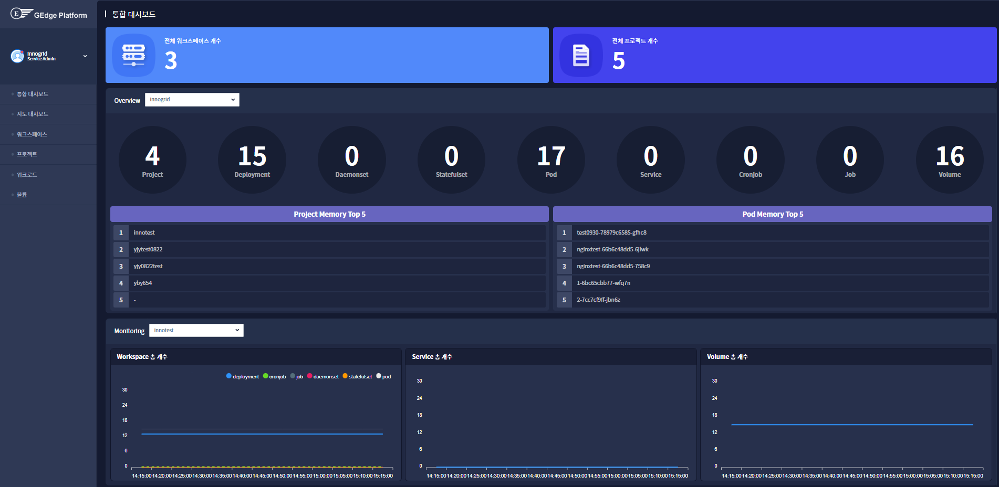 E GEdge Platform
통합 대시보드
Innogrid
Service Admin
통합 대시보드
지도 대시보드
워크스페이스
프로젝트
워크로드
볼륨
전체 워크스페이스 개수
3
전체 프로젝트 개수
5
Overview
Innogrid
4
Project
15
Deployment
0
Daemonset
0
Statefulset
17
Pod
0
Service
0
Cronjob
0
Job
16
Volume
Project Memory Top 5
1 innotest
2 yjytest0822
3 yjy0822test
4 yby654
5 -
Pod Memory Top 5
1 test0930-78979c6585-gfhc8
2 nginxtest-66b6c48dd5-6jlwk
3 nginxtest-66b6c48dd5-758c9
4 1-6bc65cbb77-wfq7n
5 2-7cc7cf9ff-jbn6z
Monitoring
Innotest
Workspace 총 개수
deployment cronjob job daemonset statefulset pod
30
24
18
12
6
0
14:15:00 14:20:00 14:25:00 14:30:00 14:35:00 14:40:00 14:45:00 14:50:00 14:55:00 15:00:00 15:05:00 15:10:00 15:15:00
Service 총 개수
30
24
18
12
6
0
14:15:00 14:20:00 14:25:00 14:30:00 14:35:00 14:40:00 14:45:00 14:50:00 14:55:00 15:00:00 15:05:00 15:10:00 15:15:00
Volume 총 개수
30
24
18
12
6
0
14:15:00 14:20:00 14:25:00 14:30:00 14:35:00 14:40:00 14:45:00 14:50:00 14:55:00 15:00:00 15:05:00 15:10:00 15:15:00